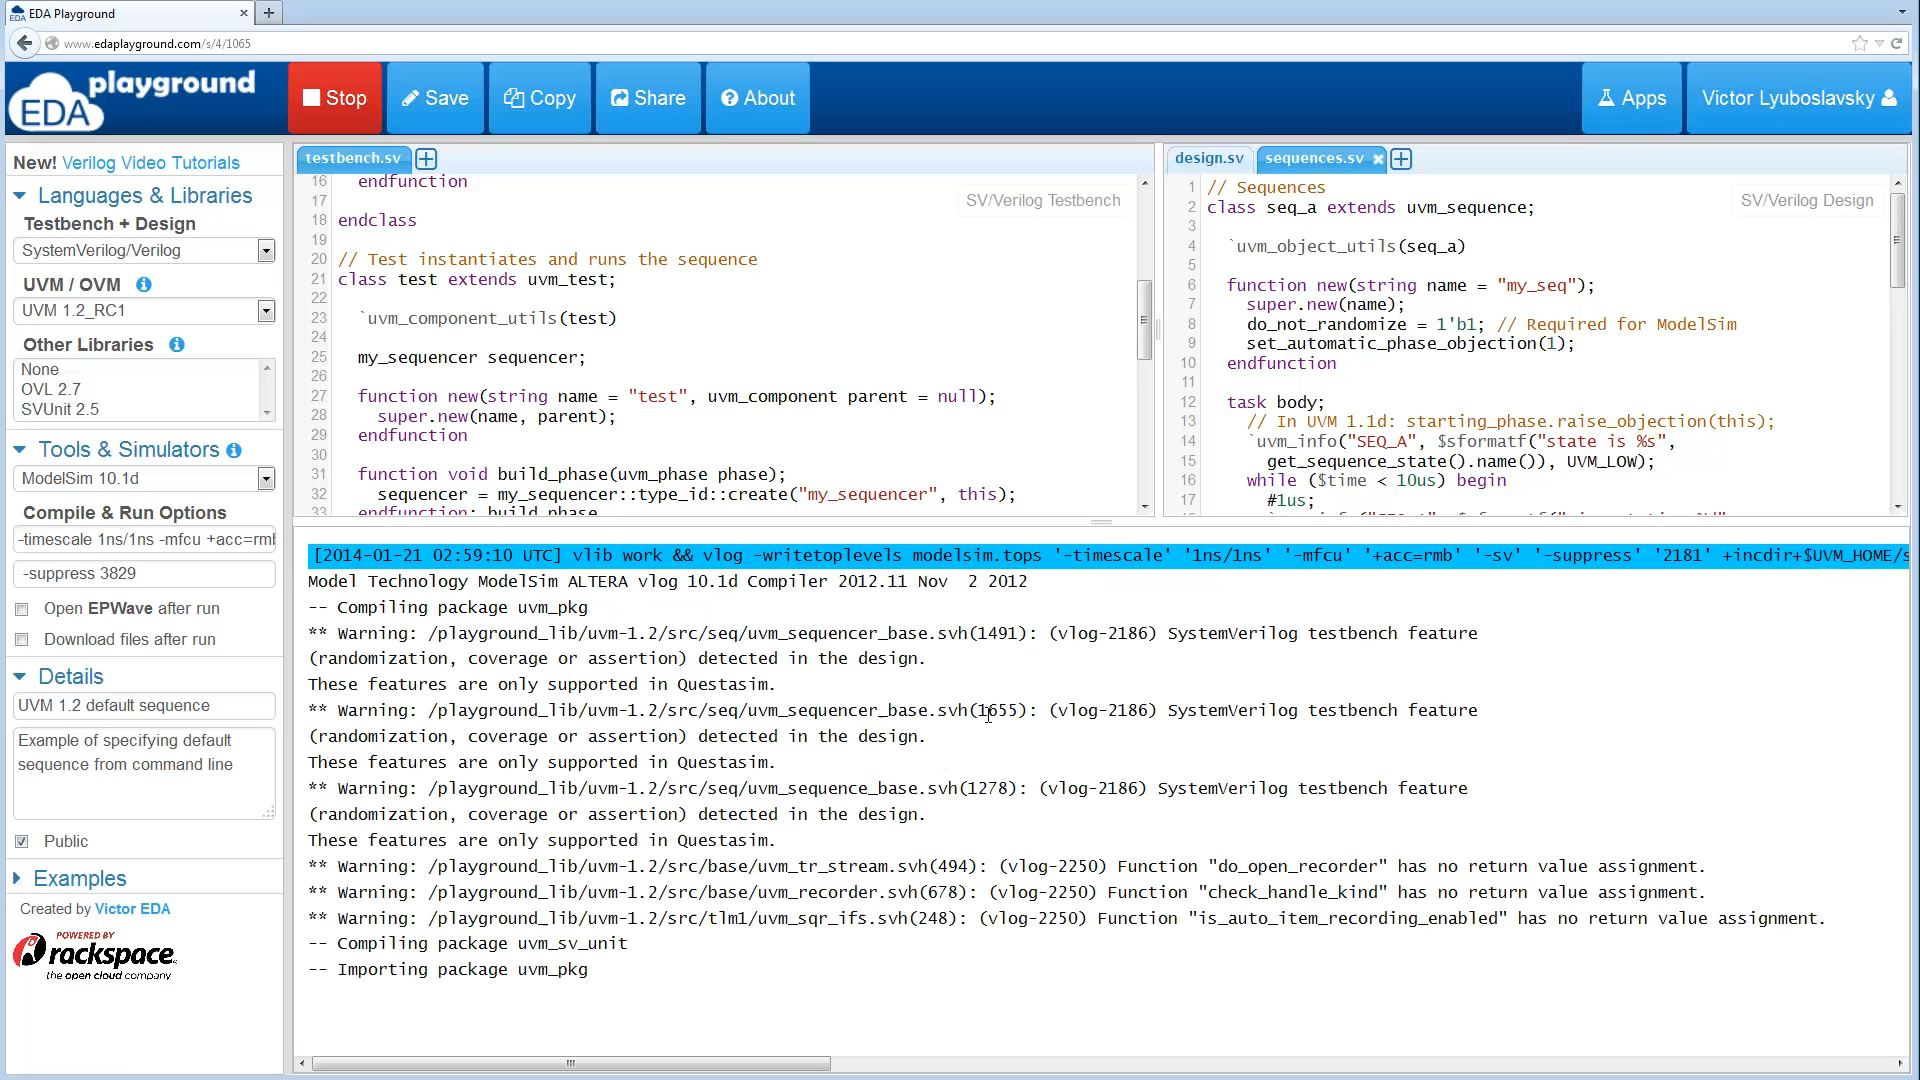 EDA Playground
www.edaplayground.com/s/4/1065
EDA playground
Stop
Save
Copy
Share
About
Apps
Victor Lyuboslavsky
New! Verilog Video Tutorials
Languages & Libraries
Testbench + Design
SystemVerilog/Verilog
UVM / OVM
UVM 1.2_RC1
Other Libraries
None
OVL 2.7
SVUnit 2.5
Tools & Simulators
ModelSim 10.1d
Compile & Run Options
-timescale 1ns/1ns -mfcu +acc=rmb
-suppress 3829
Open EPWave after run
Download files after run
Details
UVM 1.2 default sequence
Example of specifying default
sequence from command line
Public
Examples
Created by Victor EDA
POWERED BY
rackspace
the open cloud company
testbench.sv
SV/Verilog Testbench
16 endfunction
17
18 endclass
19
20 // Test instantiates and runs the sequence
21 class test extends uvm_test;
22
23 `uvm_component_utils(test)
24
25 my_sequencer sequencer;
26
27 function new(string name = "test", uvm_component parent = null);
28 super.new(name, parent);
29 endfunction
30
31 function void build_phase(uvm_phase phase);
32 sequencer = my_sequencer::type_id::create("my_sequencer", this);
33 endfunction: build_phase
design.sv
sequences.sv
SV/Verilog Design
1 // Sequences
2 class seq_a extends uvm_sequence;
3
4 `uvm_object_utils(seq_a)
5
6 function new(string name = "my_seq");
7 super.new(name);
8 do_not_randomize = 1'b1; // Required for ModelSim
9 set_automatic_phase_objection(1);
10 endfunction
11
12 task body;
13 // In UVM 1.1d: starting_phase.raise_objection(this);
14 `uvm_info("SEQ_A", $sformatf("state is %s",
15 get_sequence_state().name()), UVM_LOW);
16 while ($time < 10us) begin
17 #1us;
[2014-01-21 02:59:10 UTC] vlib work && vlog -writetoplevels modelsim.tops '-timescale' '1ns/1ns' '-mfcu' '+acc=rmb' '-sv' '-suppress' '2181' +incdir+$UVM_HOME/s
Model Technology ModelSim ALTERA vlog 10.1d Compiler 2012.11 Nov  2 2012
-- Compiling package uvm_pkg
** Warning: /playground_lib/uvm-1.2/src/seq/uvm_sequencer_base.svh(1491): (vlog-2186) SystemVerilog testbench feature
(randomization, coverage or assertion) detected in the design.
These features are only supported in Questasim.
** Warning: /playground_lib/uvm-1.2/src/seq/uvm_sequencer_base.svh(1655): (vlog-2186) SystemVerilog testbench feature
(randomization, coverage or assertion) detected in the design.
These features are only supported in Questasim.
** Warning: /playground_lib/uvm-1.2/src/seq/uvm_sequence_base.svh(1278): (vlog-2186) SystemVerilog testbench feature
(randomization, coverage or assertion) detected in the design.
These features are only supported in Questasim.
** Warning: /playground_lib/uvm-1.2/src/base/uvm_tr_stream.svh(494): (vlog-2250) Function "do_open_recorder" has no return value assignment.
** Warning: /playground_lib/uvm-1.2/src/base/uvm_recorder.svh(678): (vlog-2250) Function "check_handle_kind" has no return value assignment.
** Warning: /playground_lib/uvm-1.2/src/tlm1/uvm_sqr_ifs.svh(248): (vlog-2250) Function "is_auto_item_recording_enabled" has no return value assignment.
-- Compiling package uvm_sv_unit
-- Importing package uvm_pkg